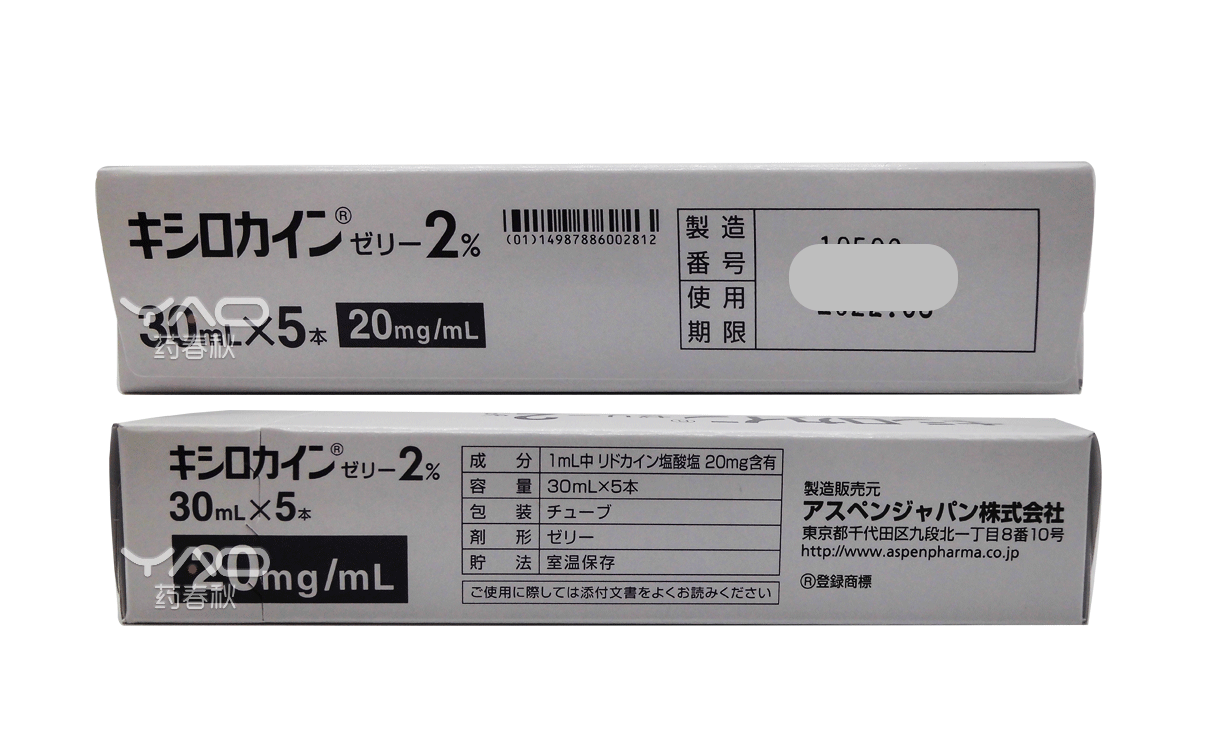 キシロカイン® ゼリー2%
(01)14987886002812
30mL×5本 20mg/mL
製造番号
使用期限
YAO
药春秋
キシロカイン® ゼリー2%
30mL×5本
20mg/mL
成分 1mL中 リドカイン塩酸塩 20mg含有
容量 30mL×5本
包装 チューブ
剤形 ゼリー
貯法 室温保存
ご使用に際しては添付文書をよくお読みください
製造販売元
アスペンジャパン株式会社
東京都千代田区九段北一丁目8番10号
http://www.aspenpharma.co.jp
®登録商標
YAO
药春秋